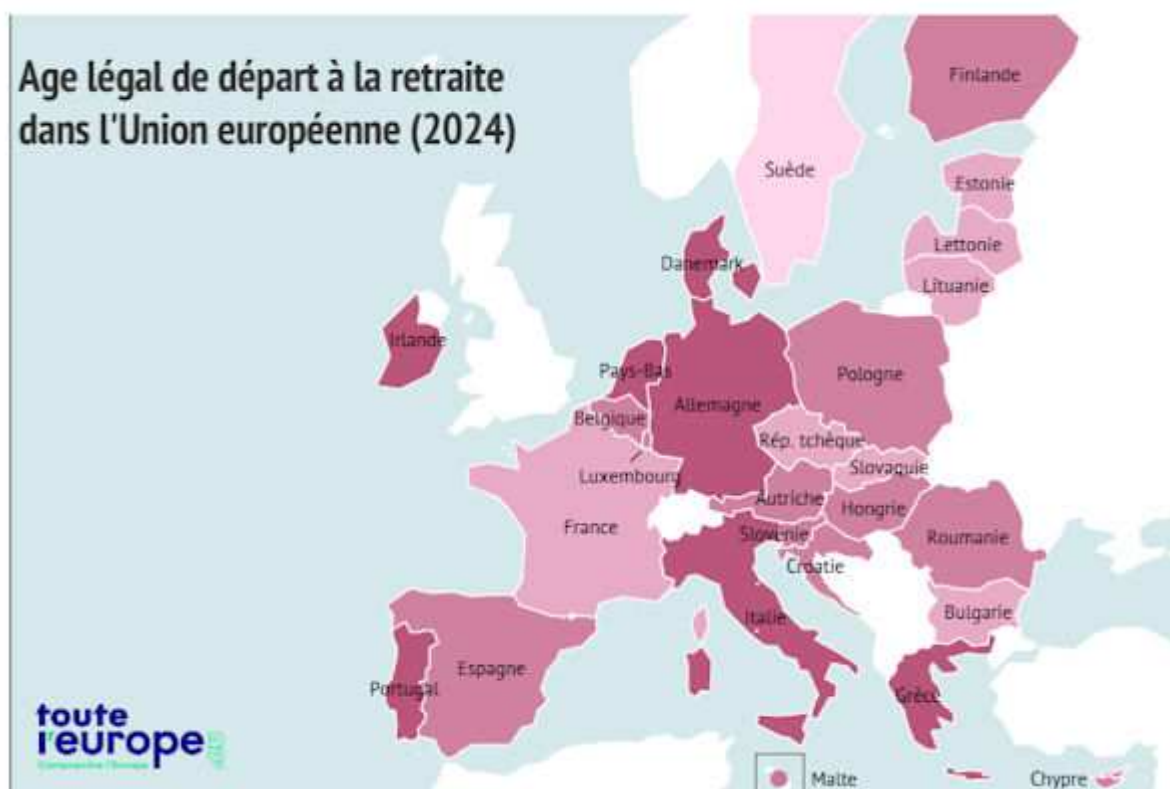 Age légal de départ à la retraite
dans l'Union européenne (2024)
Finlande
Suède
Estonie
Lettonie
Lituanie
Danemark
Irlande
Pays-Bas
Pologne
Allemagne
Belgique
Rép. tchèque
Slovaquie
Luxembourg
Autriche
Hongrie
France
Slovénie
Roumanie
Croatie
Bulgarie
Italie
Espagne
Portugal
Grèce
toute
l'europe
Comprendre l'Europe
Malte
Chypre